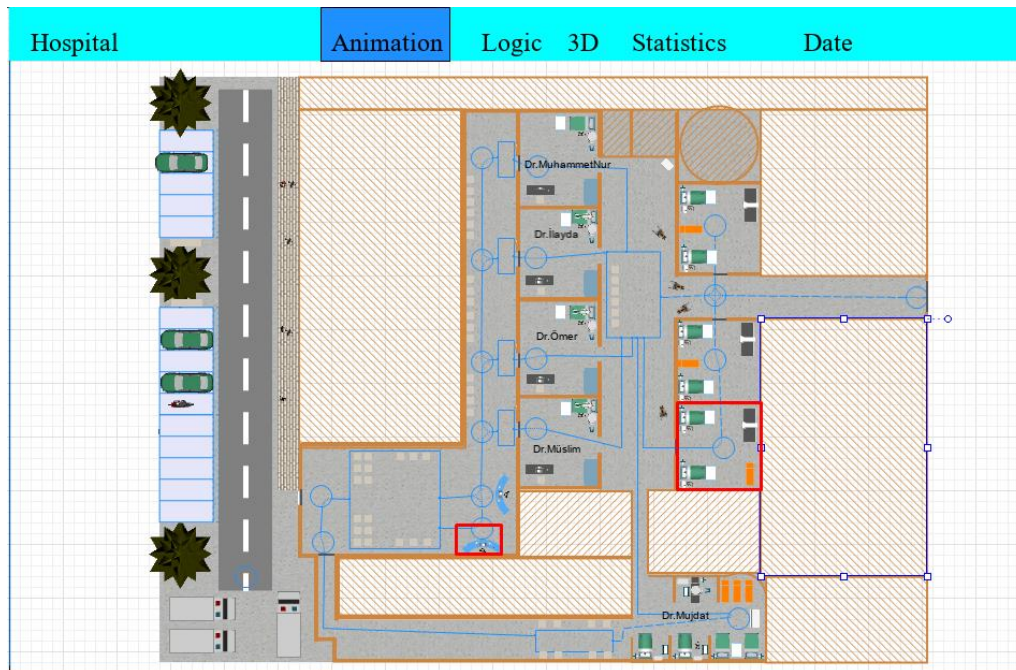 Hospital Animation Logic 3D Statistics Date
Dr.MuhammetNur
Dr.İlayda
Dr.Ömer
Dr.Müslim
Dr.Mujdat